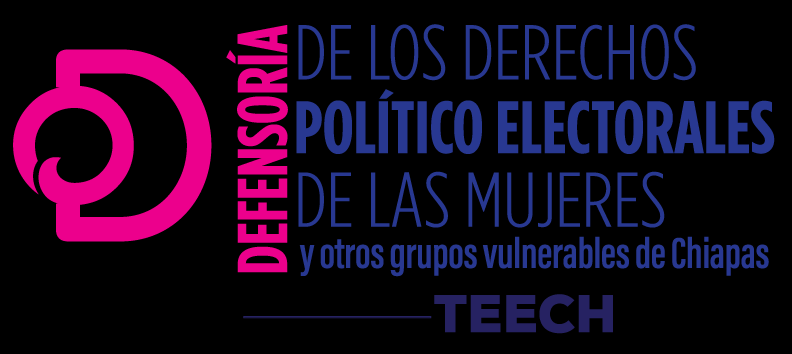 DEFENSORÍA
DE LOS DERECHOS
POLÍTICO ELECTORALES
DE LAS MUJERES
y otros grupos vulnerables de Chiapas
TEECH